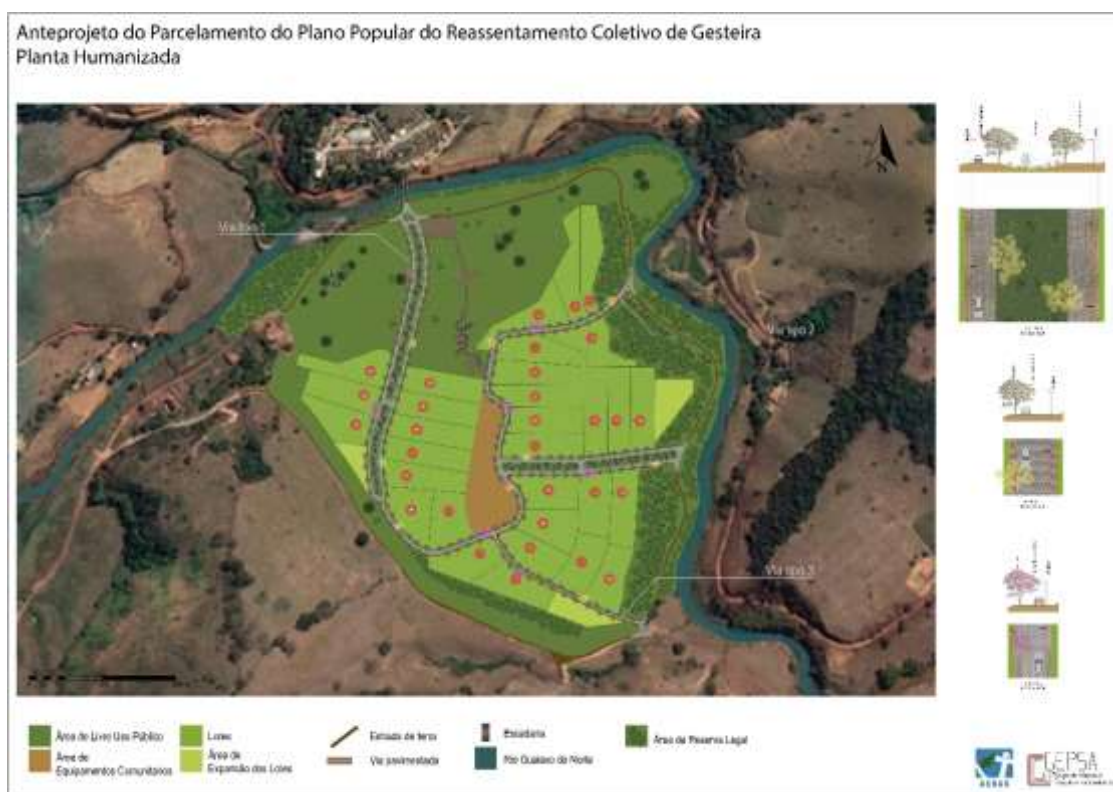 Anteprojeto do Parcelamento do Plano Popular do Reassentamento Coletivo de Gesteira
Planta Humanizada
N
Via tipo 1
Via tipo 2
Via tipo 3
Área de Livre Uso Público
Lotes
Estrada de terra
Escadaria
Área de Reserva Legal
Área de
Equipamentos Comunitários
Área de
Expansão dos Lotes
Via pavimentada
Rio Gualaxo do Norte
GEPSA